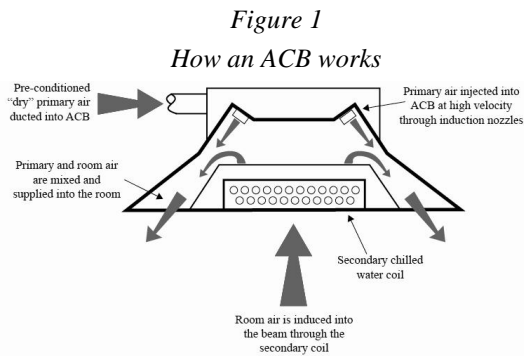 Figure 1
How an ACB works
Pre-conditioned
“dry” primary air
ducted into ACB
Primary air injected into
ACB at high velocity
through induction nozzles
Primary and room air
are mixed and
supplied into the room
Secondary chilled
water coil
Room air is induced into
the beam through the
secondary coil